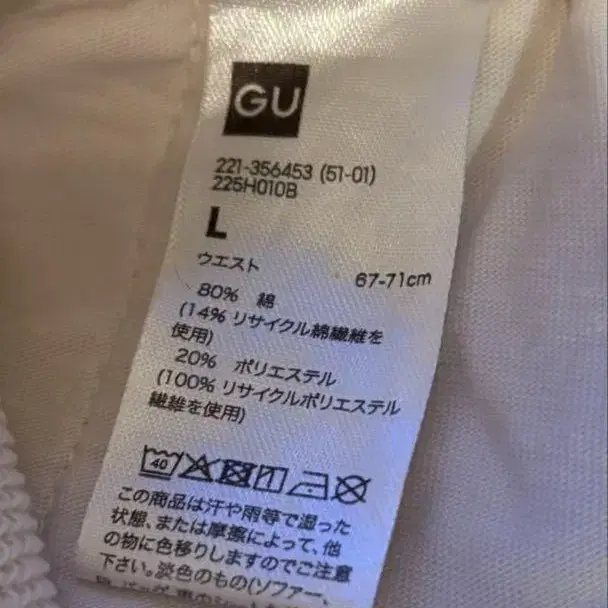 GU
221-356453 (51-01)
225H010B
L
ウエスト
67-71cm
80% 綿
(14% リサイクル綿繊維を
使用)
20% ポリエステル
(100% リサイクルポリエステル
繊維を使用)
40
この商品は汗や雨等で湿った
状態、または摩擦によって、他
の物に色移りしますのでご注意
下さい。淡色のもの(ソファー、